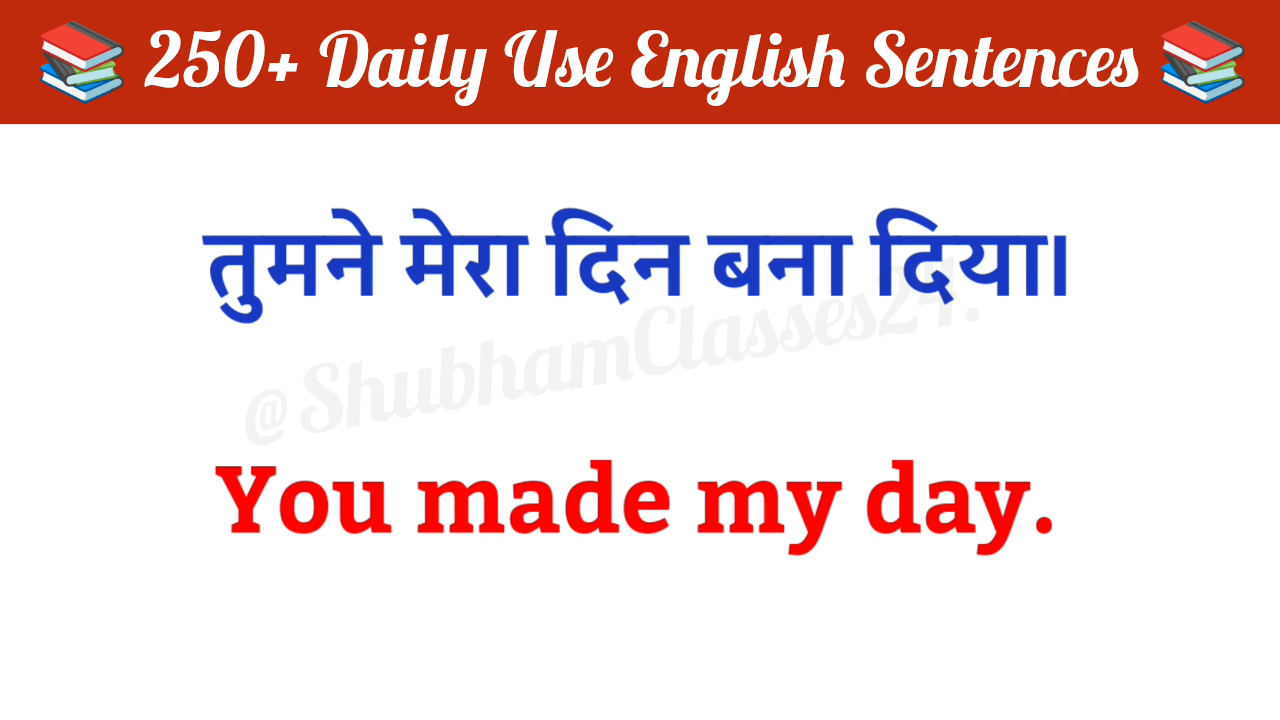 📚 250+ Daily Use English Sentences 📚
तुमने मेरा दिन बना दिया।
@ShubhamClasses24.
You made my day.